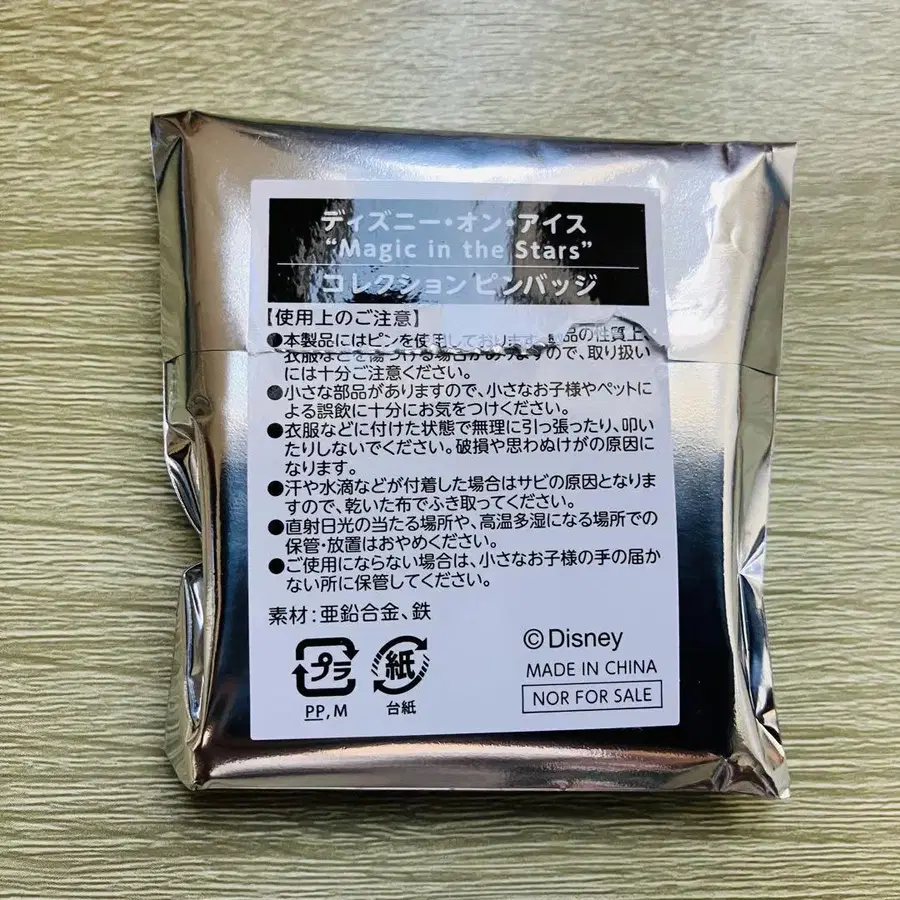 ディズニー・オン・アイス
“Magic in the Stars”
コレクションピンバッジ
【使用上のご注意】
●本製品にはピンを使用しております。製品の性質上、
衣服などを傷つける場合がありますので、取り扱い
には十分ご注意ください。
●小さな部品がありますので、小さなお子様やペットに
よる誤飲に十分にお気をつけください。
●衣服などに付けた状態で無理に引っ張ったり、叩い
たりしないでください。破損や思わぬけがの原因に
なります。
●汗や水滴などが付着した場合はサビの原因となりま
すので、乾いた布でふき取ってください。
●直射日光の当たる場所や、高温多湿になる場所での
保管・放置はおやめください。
●ご使用にならない場合は、小さなお子様の手の届か
ない所に保管してください。
素材:亜鉛合金、鉄
プラ
PP, M
紙
台紙
©Disney
MADE IN CHINA
NOR FOR SALE